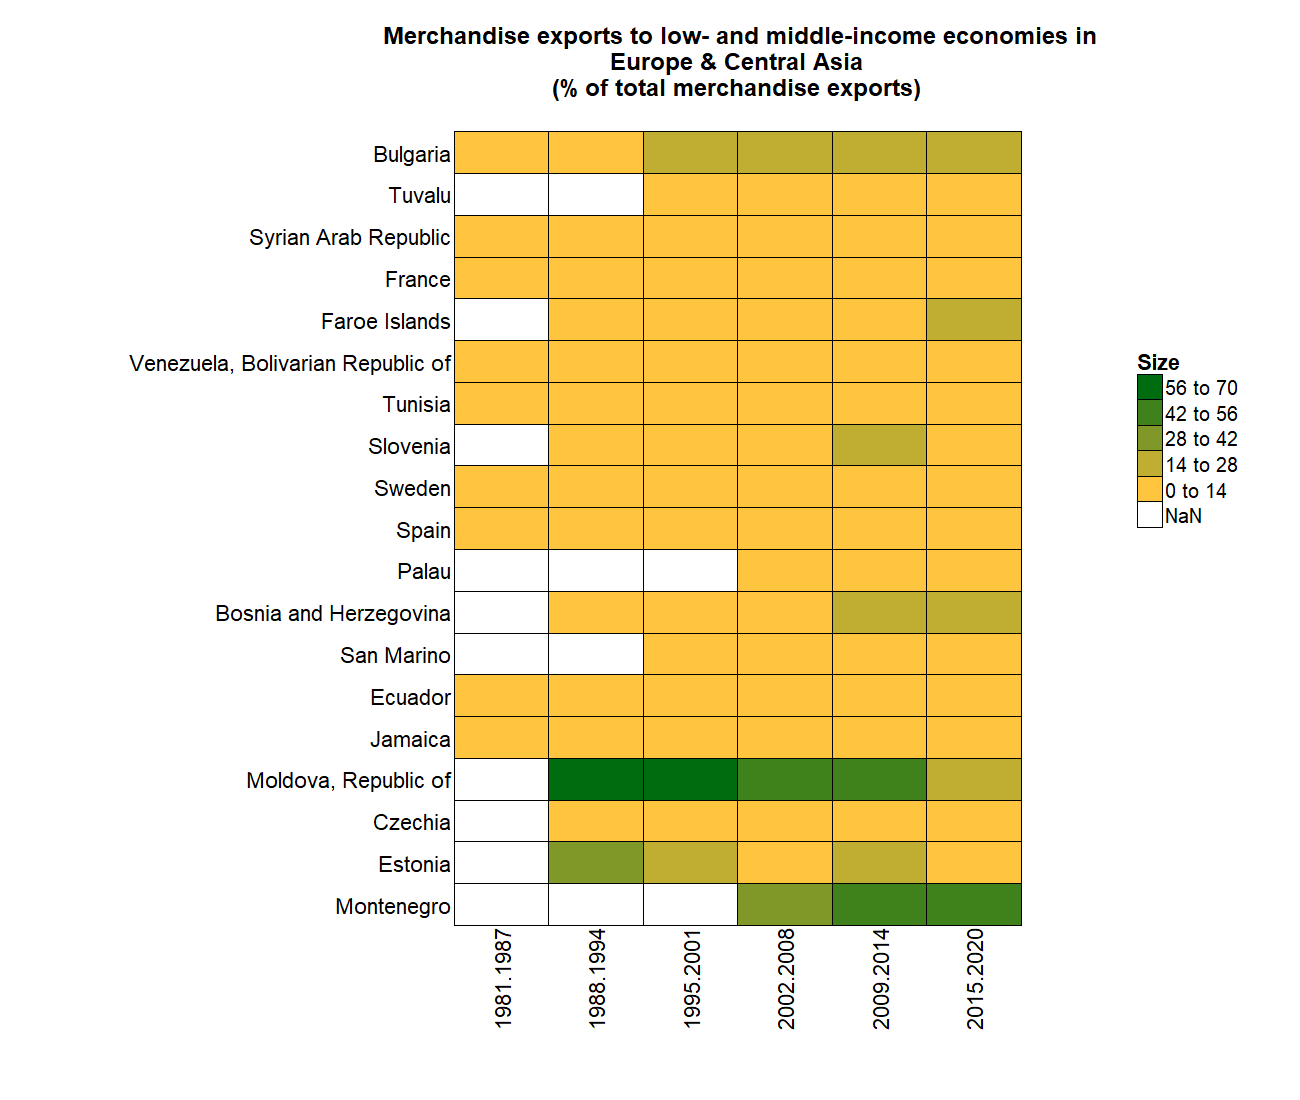 Merchandise exports to low- and middle-income economies in
Europe & Central Asia
(% of total merchandise exports)
Bulgaria
Tuvalu
Syrian Arab Republic
France
Faroe Islands
Venezuela, Bolivarian Republic of
Tunisia
Slovenia
Sweden
Spain
Palau
Bosnia and Herzegovina
San Marino
Ecuador
Jamaica
Moldova, Republic of
Czechia
Estonia
Montenegro
1981.1987
1988.1994
1995.2001
2002.2008
2009.2014
2015.2020
Size
56 to 70
42 to 56
28 to 42
14 to 28
0 to 14
NaN